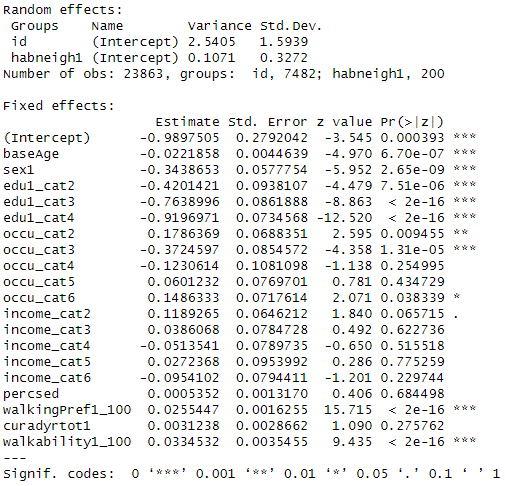 Random effects:
 Groups    Name        Variance Std.Dev.
 id        (Intercept) 2.5405   1.5939
 habneigh1 (Intercept) 0.1071   0.3272
Number of obs: 23863, groups:  id, 7482; habneigh1, 200
Fixed effects:
                    Estimate Std. Error z value Pr(>|z|)
(Intercept)       -0.9897505  0.2792042  -3.545 0.000393 ***
baseAge           -0.0221858  0.0044639  -4.970 6.70e-07 ***
sex1              -0.3438653  0.0577754  -5.952 2.65e-09 ***
edu1_cat2         -0.4201421  0.0938107  -4.479 7.51e-06 ***
edu1_cat3         -0.7638996  0.0861888  -8.863  < 2e-16 ***
edu1_cat4         -0.9196971  0.0734568 -12.520  < 2e-16 ***
occu_cat2          0.1786369  0.0688351   2.595 0.009455 **
occu_cat3         -0.3724597  0.0854572  -4.358 1.31e-05 ***
occu_cat4         -0.1230614  0.1081098  -1.138 0.254995
occu_cat5          0.0601232  0.0769701   0.781 0.434729
occu_cat6          0.1486333  0.0717614   2.071 0.038339 *
income_cat2        0.1189265  0.0646212   1.840 0.065715 .
income_cat3        0.0386068  0.0784728   0.492 0.622736
income_cat4       -0.0513541  0.0789735  -0.650 0.515518
income_cat5        0.0272368  0.0953992   0.286 0.775259
income_cat6       -0.0954102  0.0794411  -1.201 0.229744
percsed            0.0005352  0.0013170   0.406 0.684498
walkingPref1_100   0.0255447  0.0016255  15.715  < 2e-16 ***
curadyrtot1        0.0031238  0.0028662   1.090 0.275762
walkability1_100   0.0334532  0.0035455   9.435  < 2e-16 ***
---
Signif. codes:  0 ‘***’ 0.001 ‘**’ 0.01 ‘*’ 0.05 ‘.’ 0.1 ‘ ’ 1